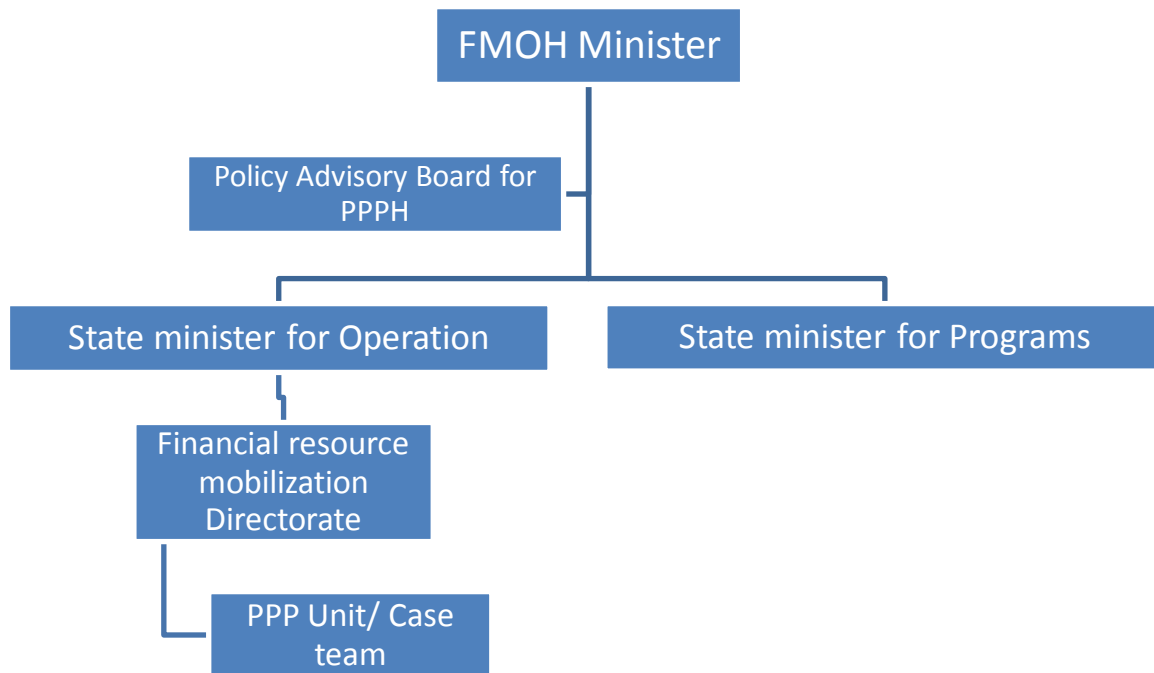 FMOH Minister
Policy Advisory Board for
PPPH
State minister for Operation
State minister for Programs
Financial resource
mobilization
Directorate
PPP Unit/ Case
team